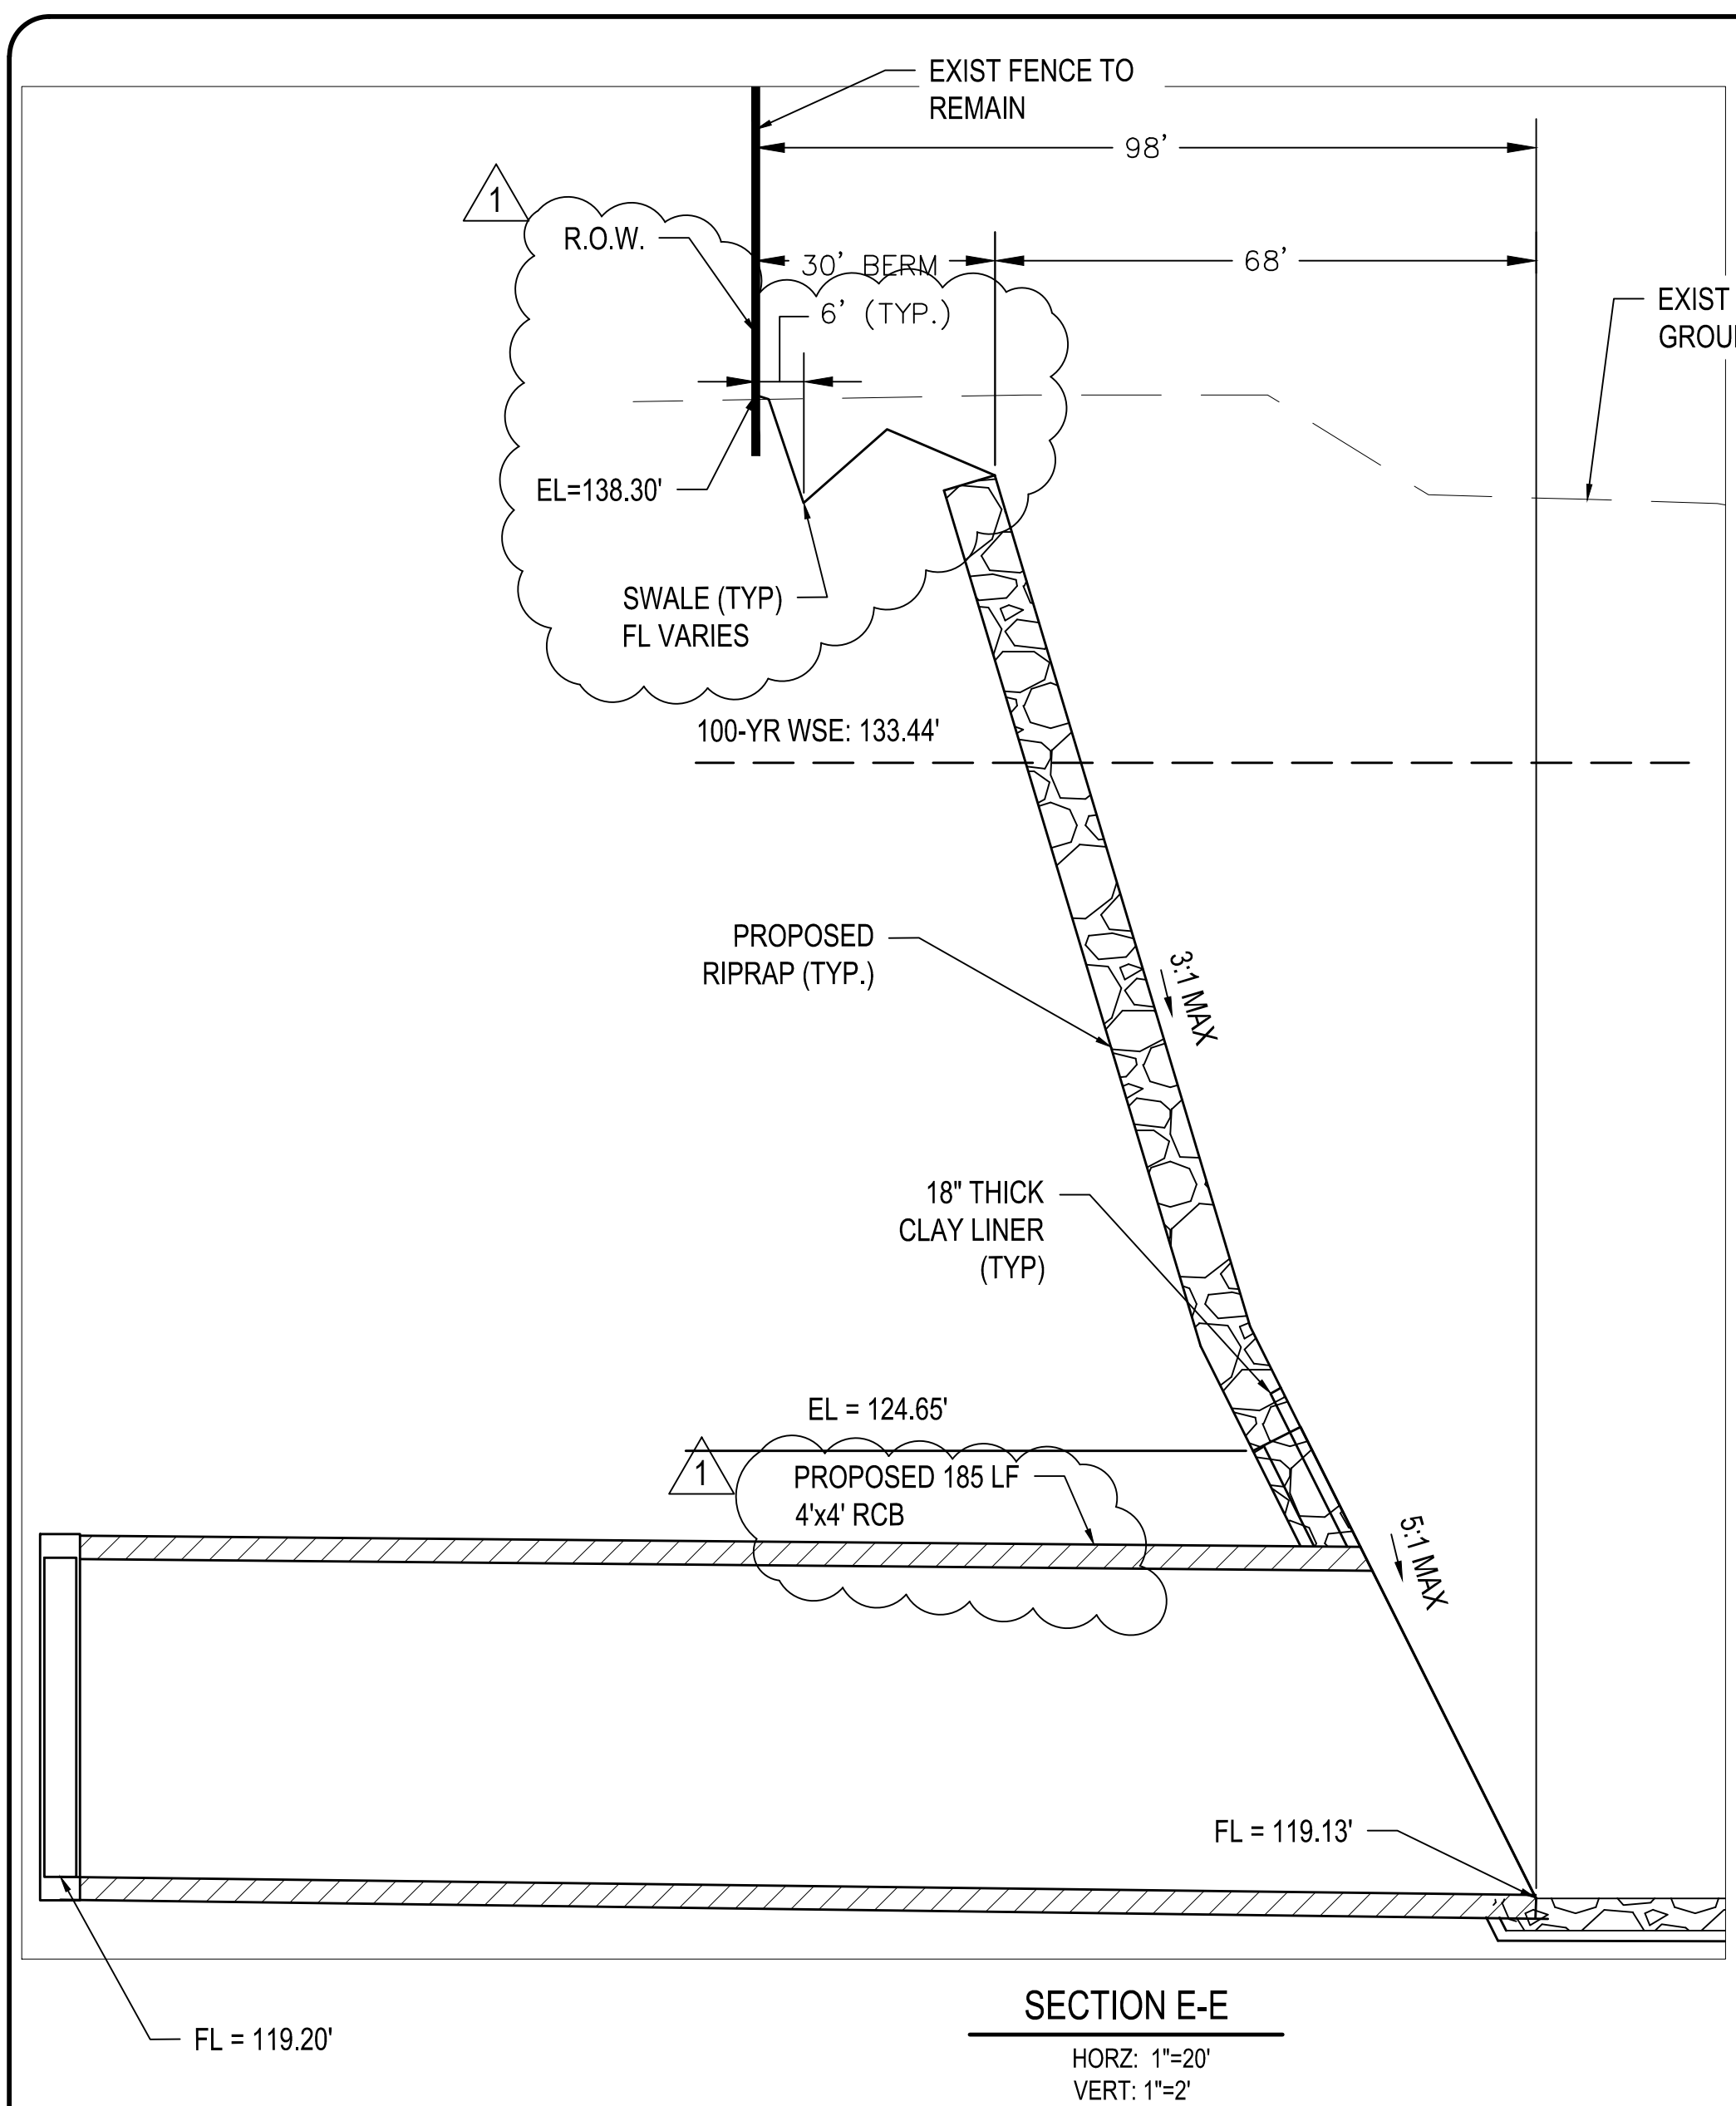 EXIST FENCE TO
REMAIN
98'
1
R.O.W.
30' BERM
68'
6' (TYP.)
EXIST
EL=138.30'
SWALE (TYP)
FL VARIES
100-YR WSE: 133.44'
PROPOSED
RIPRAP (TYP.)
3:1 MAX
18" THICK
CLAY LINER
(TYP)
EL = 124.65'
1
PROPOSED 185 LF
4'x4' RCB
5:1 MAX
FL = 119.13'
FL = 119.20'
SECTION E-E
HORZ: 1"=20'
VERT: 1"=2'